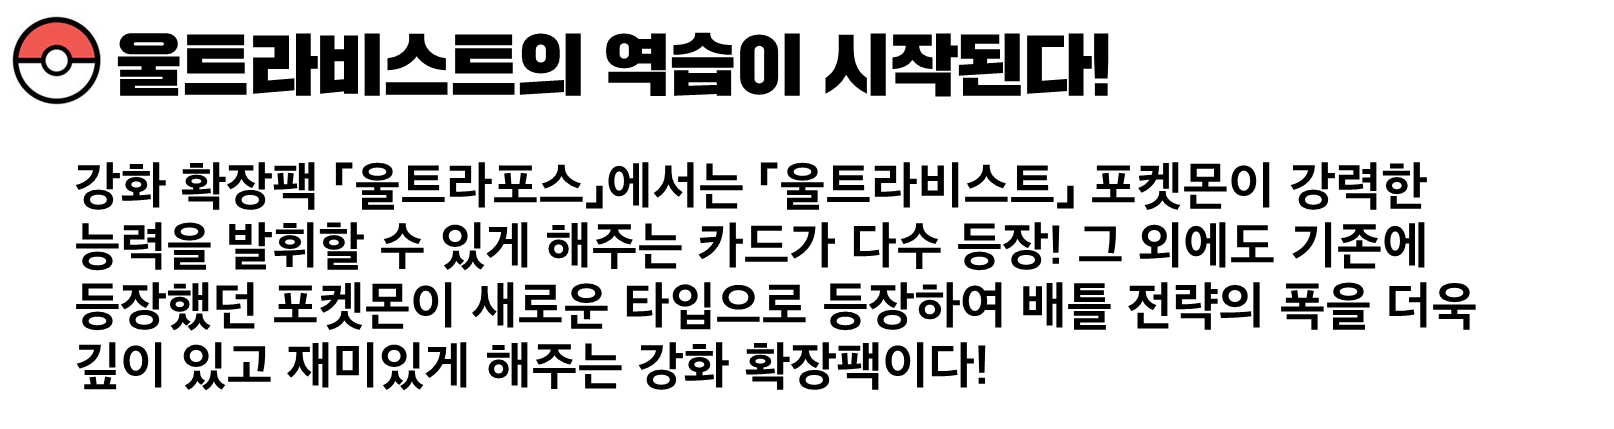 울트라비스트의 역습이 시작된다!
강화 확장팩 「울트라포스」에서는 「울트라비스트」 포켓몬이 강력한
능력을 발휘할 수 있게 해주는 카드가 다수 등장! 그 외에도 기존에
등장했던 포켓몬이 새로운 타입으로 등장하여 배틀 전략의 폭을 더욱
깊이 있고 재미있게 해주는 강화 확장팩이다!